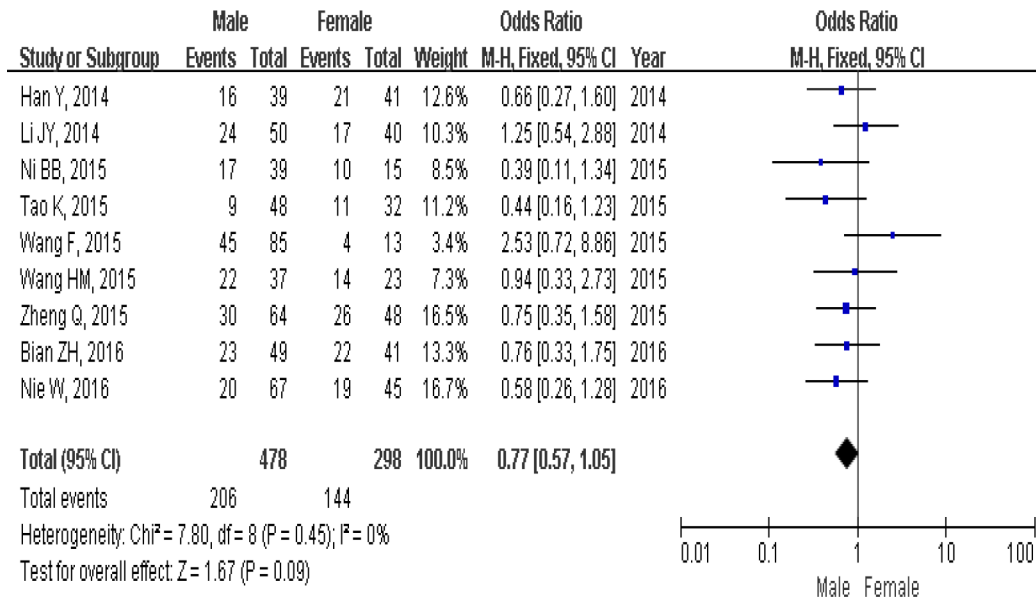 Male Female Odds Ratio Odds Ratio
Study or Subgroup Events Total Events Total Weight M-H, Fixed, 95% CI Year M-H, Fixed, 95% CI
Han Y, 2014 16 39 21 41 12.6% 0.66 [0.27, 1.60] 2014
Li JY, 2014 24 50 17 40 10.3% 1.25 [0.54, 2.88] 2014
Ni BB, 2015 17 39 10 15 8.5% 0.39 [0.11, 1.34] 2015
Tao K, 2015 9 48 11 32 11.2% 0.44 [0.16, 1.23] 2015
Wang F, 2015 45 85 4 13 3.4% 2.53 [0.72, 8.86] 2015
Wang HM, 2015 22 37 14 23 7.3% 0.94 [0.33, 2.73] 2015
Zheng Q, 2015 30 64 26 48 16.5% 0.75 [0.35, 1.58] 2015
Bian ZH, 2016 23 49 22 41 13.3% 0.76 [0.33, 1.75] 2016
Nie W, 2016 20 67 19 45 16.7% 0.58 [0.26, 1.28] 2016
Total (95% CI) 478 298 100.0% 0.77 [0.57, 1.05]
Total events 206 144
Heterogeneity: Chi² = 7.80, df = 8 (P = 0.45); I² = 0%
Test for overall effect: Z = 1.67 (P = 0.09)
0.01 0.1 1 10 100
Male Female